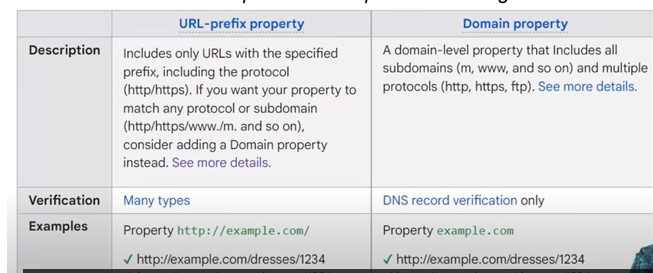 URL-prefix property
Domain property
Description
Includes only URLs with the specified
prefix, including the protocol
(http/https). If you want your property to
match any protocol or subdomain
(http/https/www./m. and so on),
consider adding a Domain property
instead. See more details.
A domain-level property that Includes all
subdomains (m, www, and so on) and multiple
protocols (http, https, ftp). See more details.
Verification
Many types
DNS record verification only
Examples
Property http://example.com/
✓ http://example.com/dresses/1234
Property example.com
✓ http://example.com/dresses/1234